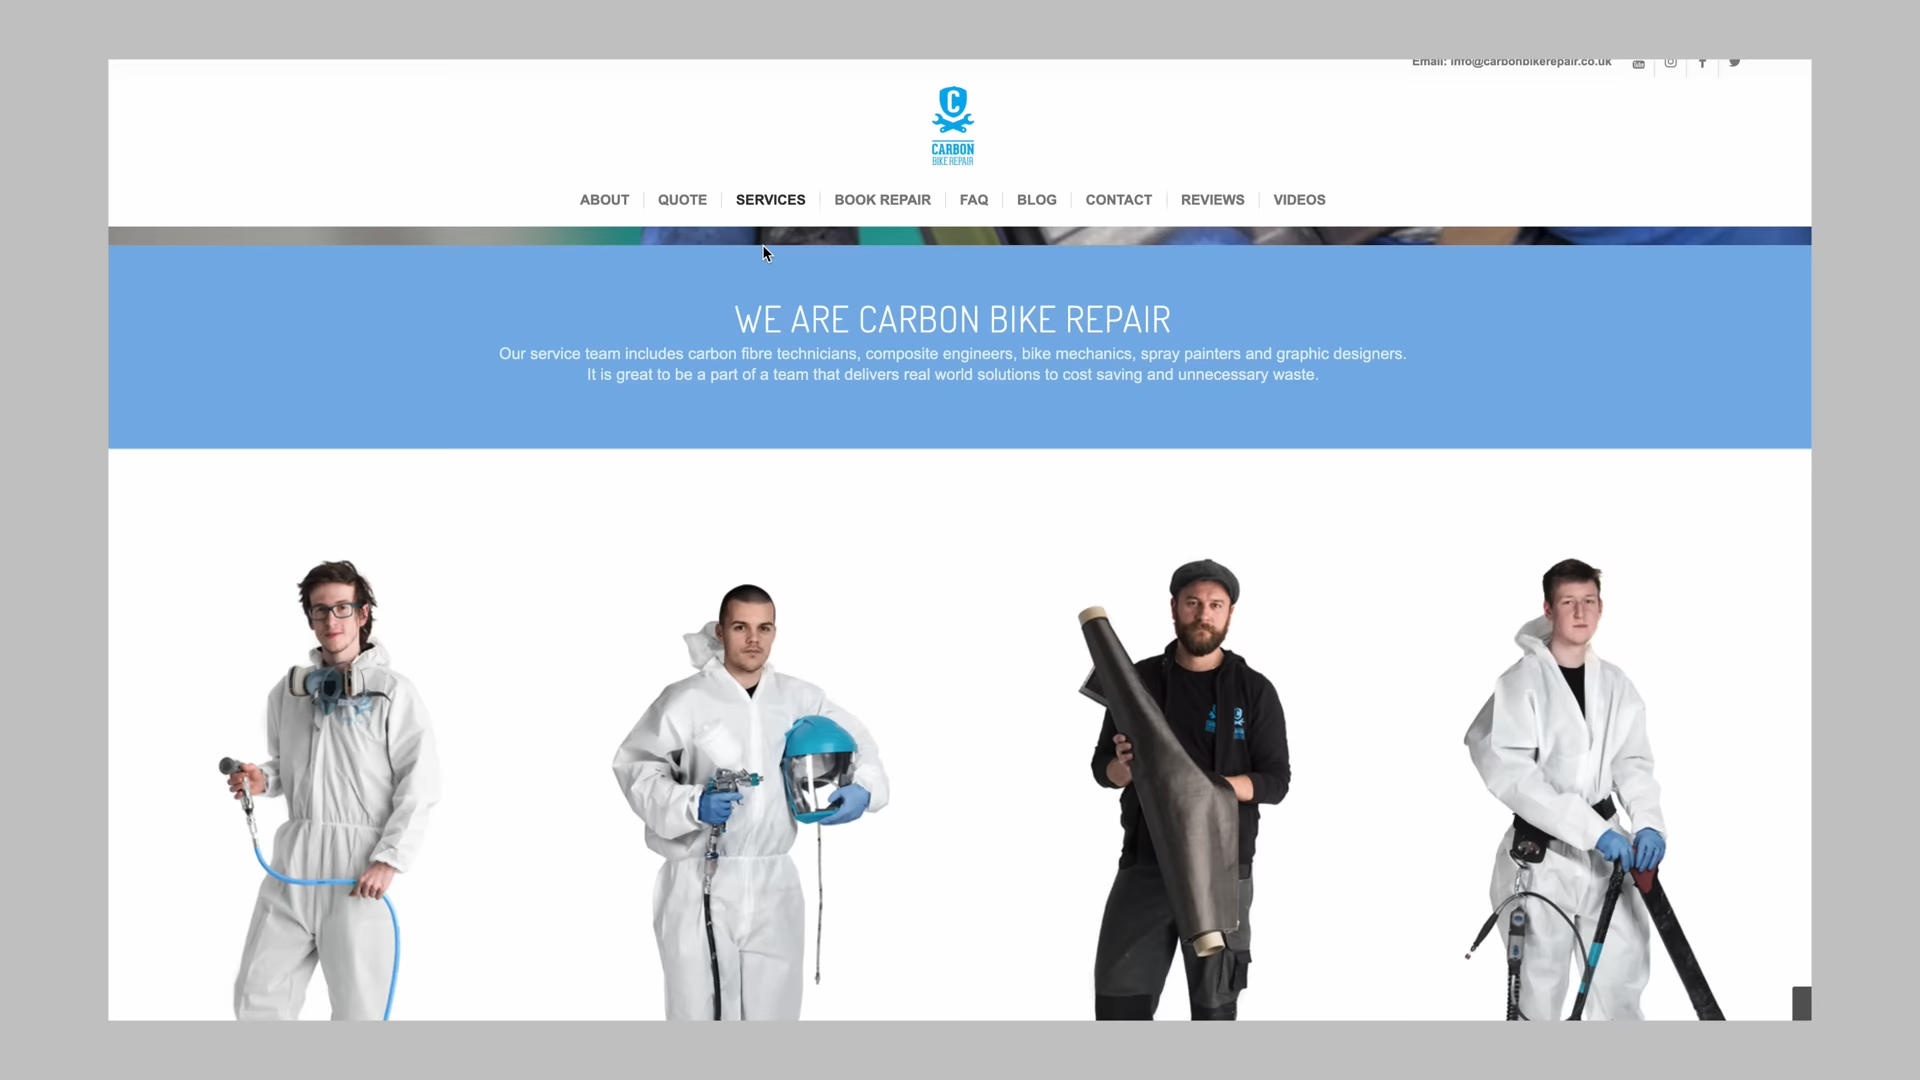 Email: info@carbonbikerepair.co.uk
C
CARBON
BIKE REPAIR
ABOUT QUOTE SERVICES BOOK REPAIR FAQ BLOG CONTACT REVIEWS VIDEOS
WE ARE CARBON BIKE REPAIR
Our service team includes carbon fibre technicians, composite engineers, bike mechanics, spray painters and graphic designers.
It is great to be a part of a team that delivers real world solutions to cost saving and unnecessary waste.